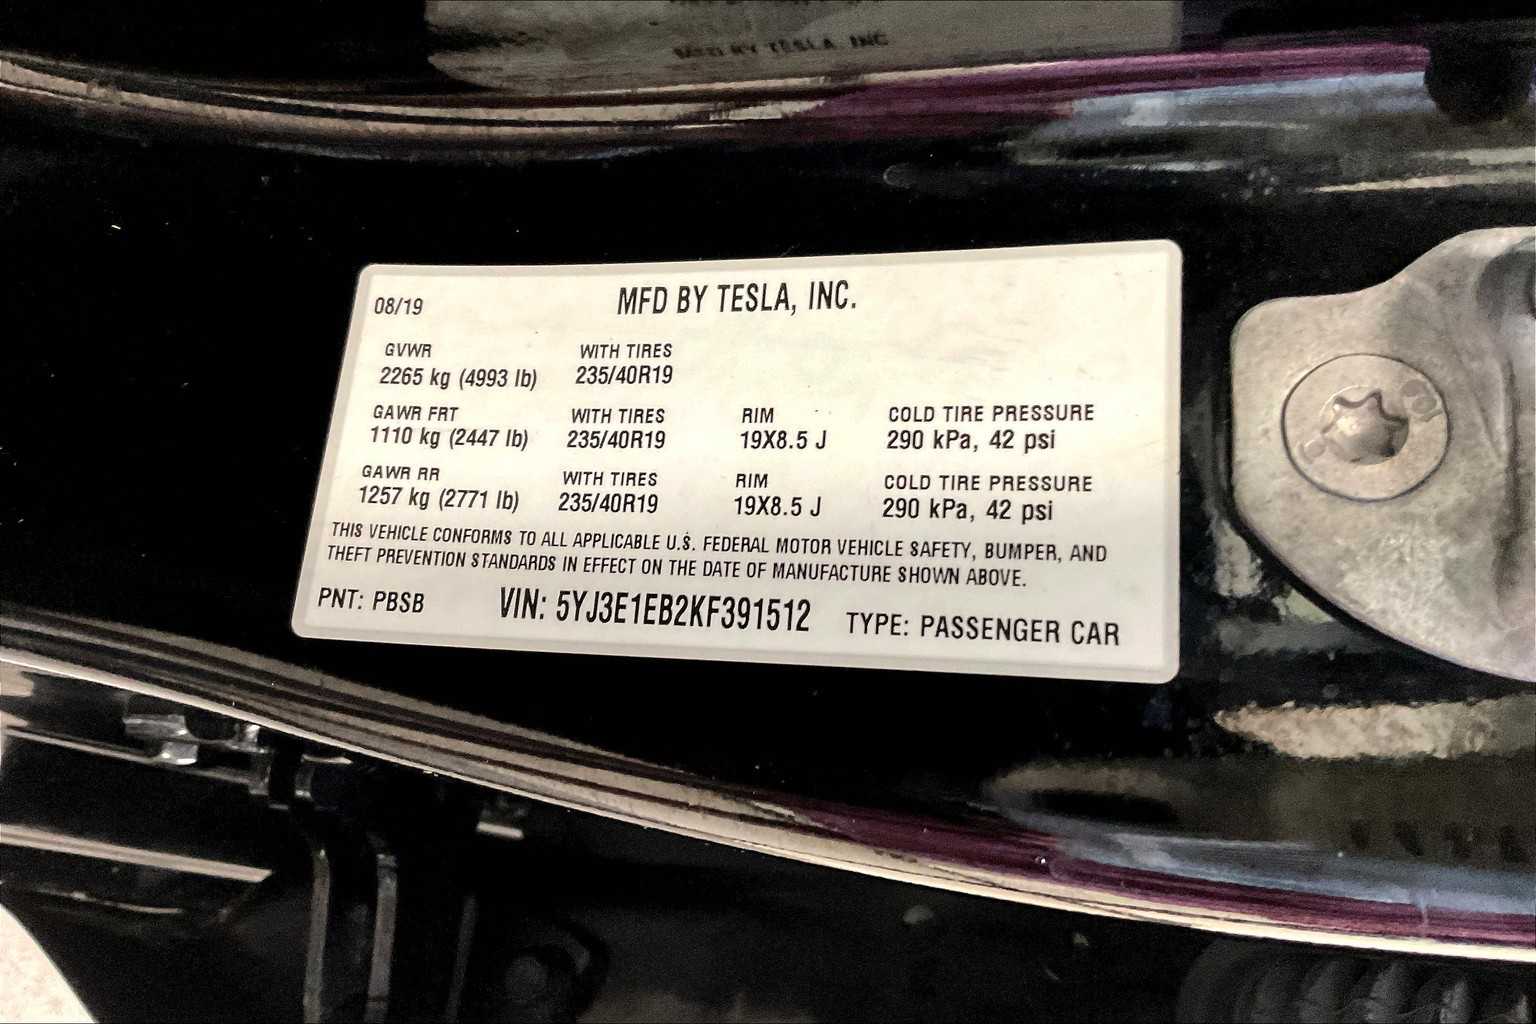 BY TESLA, INC
08/19
MFD BY TESLA, INC.
GVWR WITH TIRES
2265 kg (4993 lb) 235/40R19
GAWR FRT WITH TIRES RIM COLD TIRE PRESSURE
1110 kg (2447 lb) 235/40R19 19X8.5 J 290 kPa, 42 psi
GAWR RR WITH TIRES RIM COLD TIRE PRESSURE
1257 kg (2771 lb) 235/40R19 19X8.5 J 290 kPa, 42 psi
THIS VEHICLE CONFORMS TO ALL APPLICABLE U.S. FEDERAL MOTOR VEHICLE SAFETY, BUMPER, AND
THEFT PREVENTION STANDARDS IN EFFECT ON THE DATE OF MANUFACTURE SHOWN ABOVE.
PNT: PBSB VIN: 5YJ3E1EB2KF391512 TYPE: PASSENGER CAR